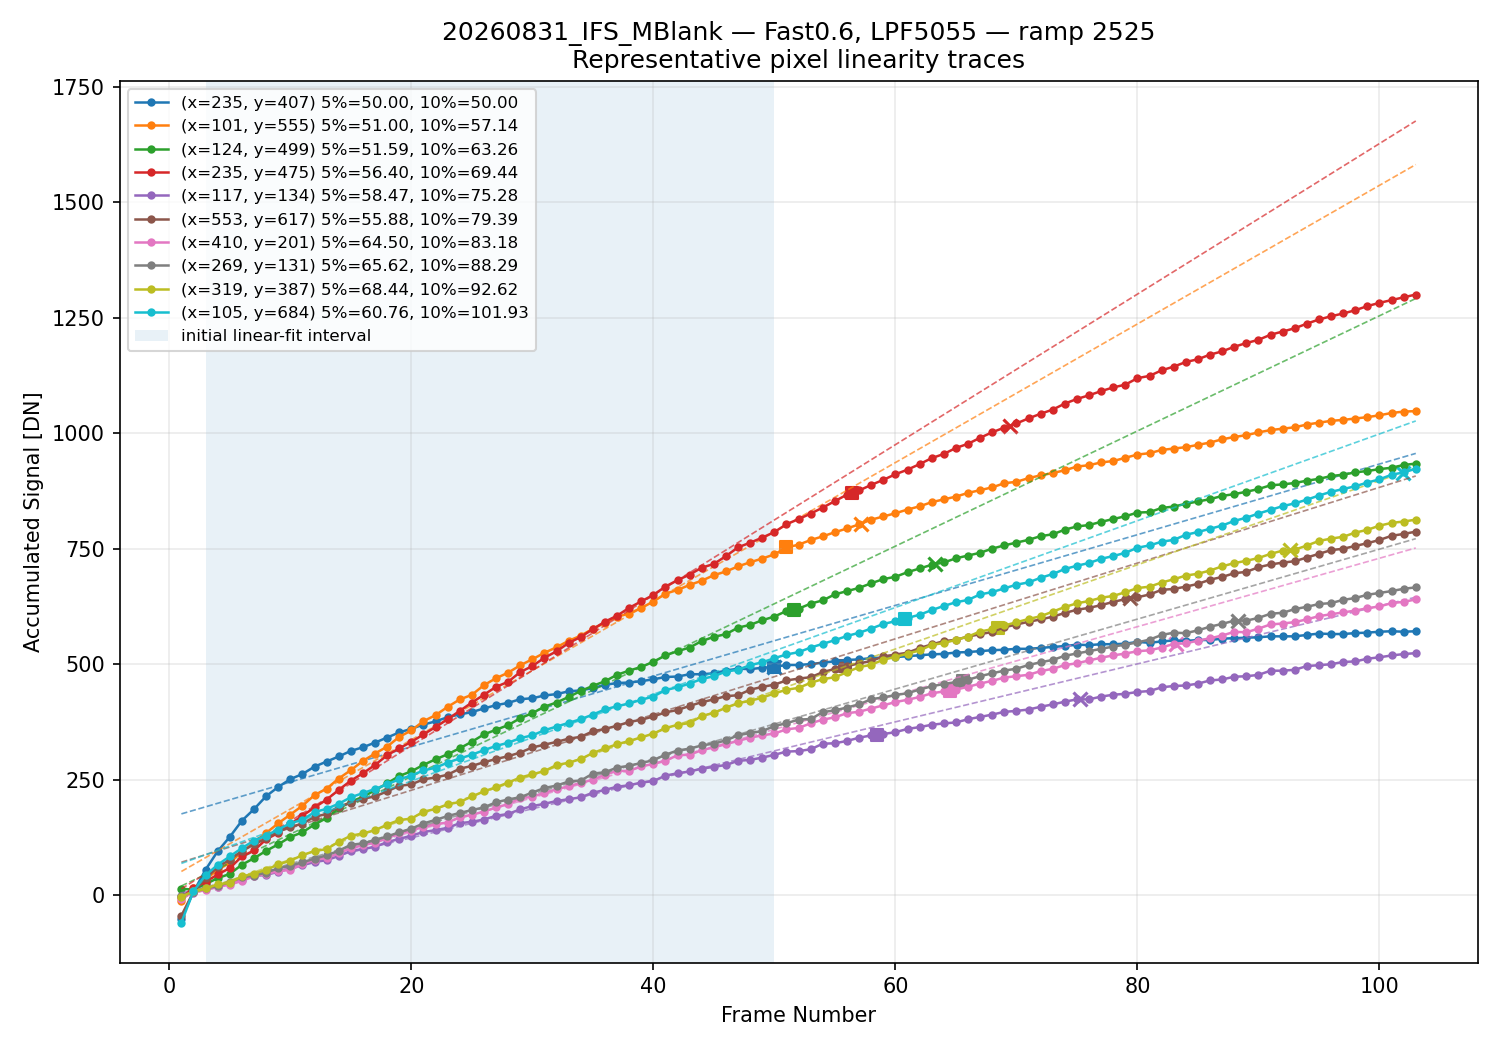 20260831_IFS_MBlank — Fast0.6, LPF5055 — ramp 2525
Representative pixel linearity traces
1750
1500
1250
1000
750
500
250
0
Accumulated Signal [DN]
(x=235, y=407) 5%=50.00, 10%=50.00
(x=101, y=555) 5%=51.00, 10%=57.14
(x=124, y=499) 5%=51.59, 10%=63.26
(x=235, y=475) 5%=56.40, 10%=69.44
(x=117, y=134) 5%=58.47, 10%=75.28
(x=553, y=617) 5%=55.88, 10%=79.39
(x=410, y=201) 5%=64.50, 10%=83.18
(x=269, y=131) 5%=65.62, 10%=88.29
(x=319, y=387) 5%=68.44, 10%=92.62
(x=105, y=684) 5%=60.76, 10%=101.93
initial linear-fit interval
0 20 40 60 80 100
Frame Number